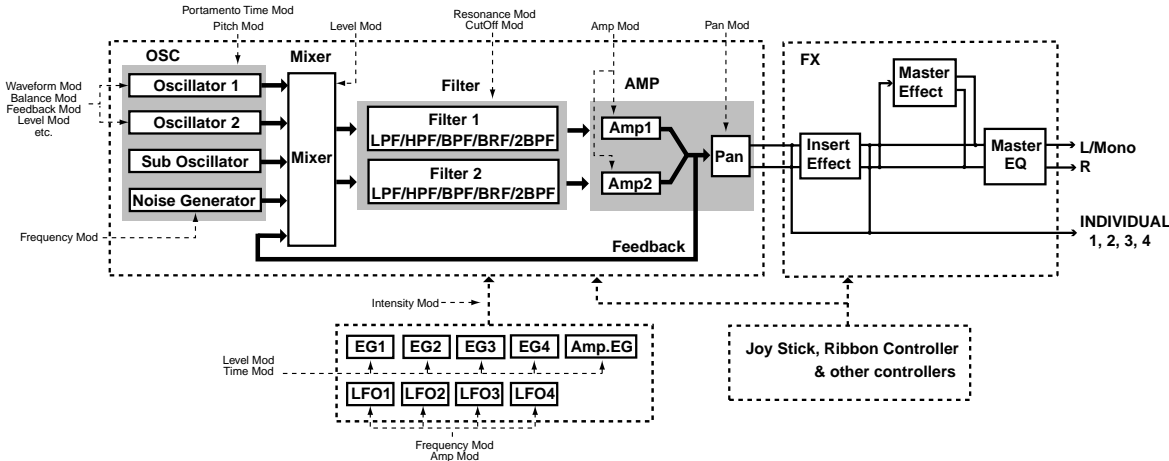 Portamento Time Mod
Pitch Mod
Level Mod
Resonance Mod
CutOff Mod
Amp Mod
Pan Mod
OSC
Mixer
Filter
AMP
FX
Waveform Mod
Balance Mod
Feedback Mod
Level Mod
etc.
Oscillator 1
Oscillator 2
Sub Oscillator
Noise Generator
Frequency Mod
Mixer
Filter 1
LPF/HPF/BPF/BRF/2BPF
Filter 2
LPF/HPF/BPF/BRF/2BPF
Amp1
Amp2
Pan
Feedback
Insert
Effect
Master
Effect
Master
EQ
L/Mono
R
INDIVIDUAL
1, 2, 3, 4
Intensity Mod
EG1
EG2
EG3
EG4
Amp.EG
Level Mod
Time Mod
LFO1
LFO2
LFO3
LFO4
Frequency Mod
Amp Mod
Joy Stick, Ribbon Controller
& other controllers